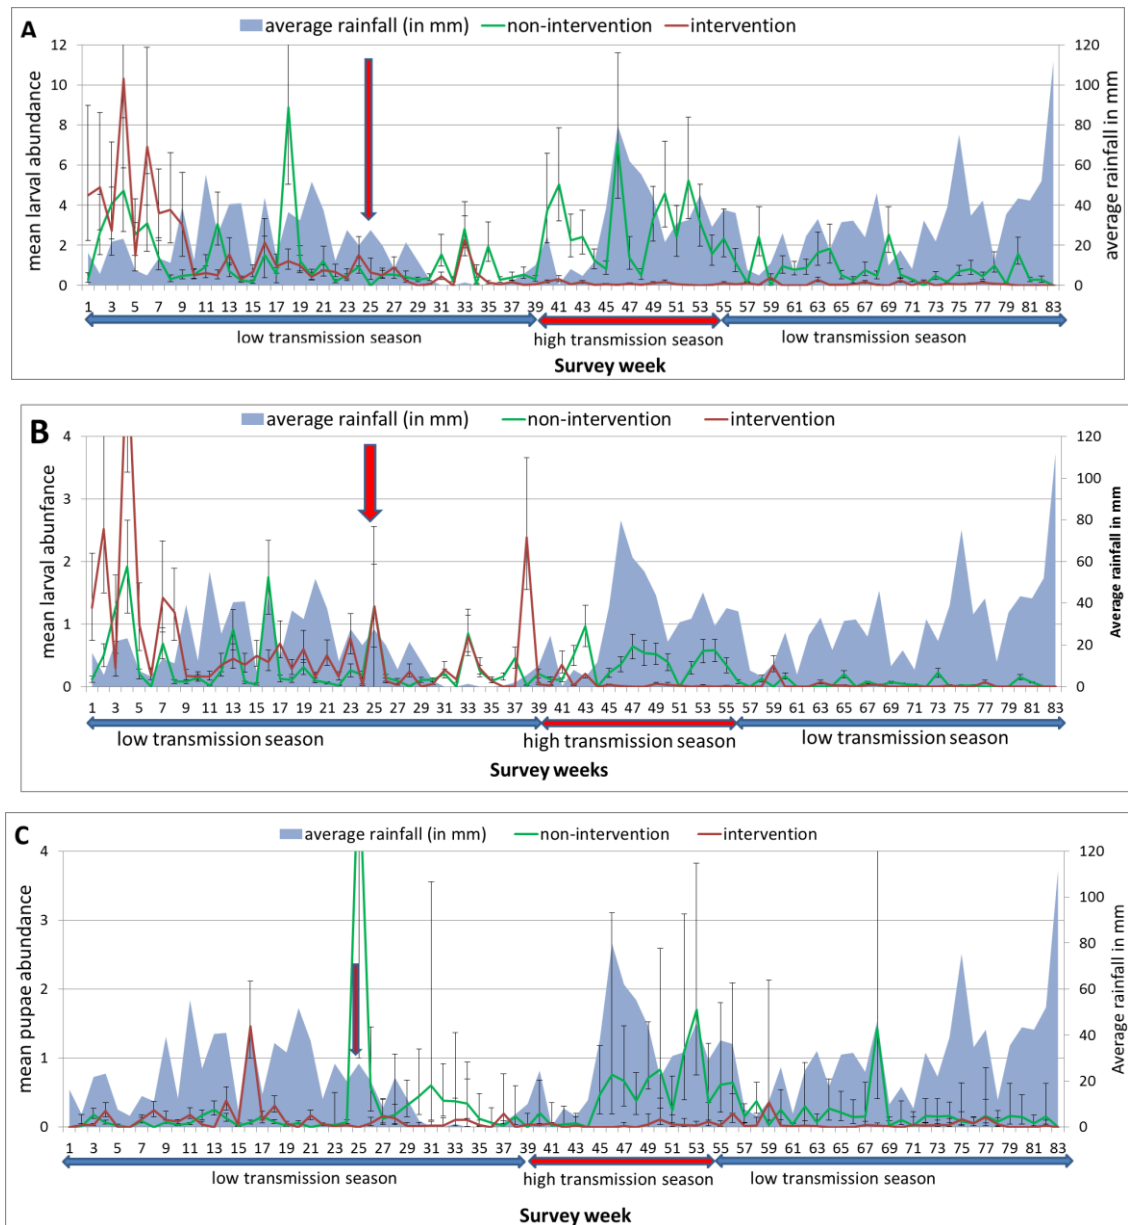 A
average rainfall (in mm) non-intervention intervention
12 10 8 6 4 2 0
mean larval abundance
120 100 80 60 40 20 0
average rainfall in mm
1 3 5 7 9 11 13 15 17 19 21 23 25 27 29 31 33 35 37 39 41 43 45 47 49 51 53 55 57 59 61 63 65 67 69 71 73 75 77 79 81 83
low transmission season high transmission season low transmission season
Survey week
B
average rainfall (in mm) non-intervention intervention
4 3 2 1 0
mean larval abunfance
120 100 80 60 40 20 0
Average rainfall in mm
1 3 5 7 9 11 13 15 17 19 21 23 25 27 29 31 33 35 37 39 41 43 45 47 49 51 53 55 57 59 61 63 65 67 69 71 73 75 77 79 81 83
low transmission season high transmission season low transmission season
Survey weeks
C
average rainfall (in mm) non-intervention intervention
4 3 2 1 0
mean pupae abundance
120 100 80 60 40 20 0
Average rainfall in mm
1 3 5 7 9 11 13 15 17 19 21 23 25 27 29 31 33 35 37 39 41 43 45 47 49 51 53 55 57 59 61 63 65 67 69 71 73 75 77 79 81 83
low transmission season high transmission season low transmission season
Survey week